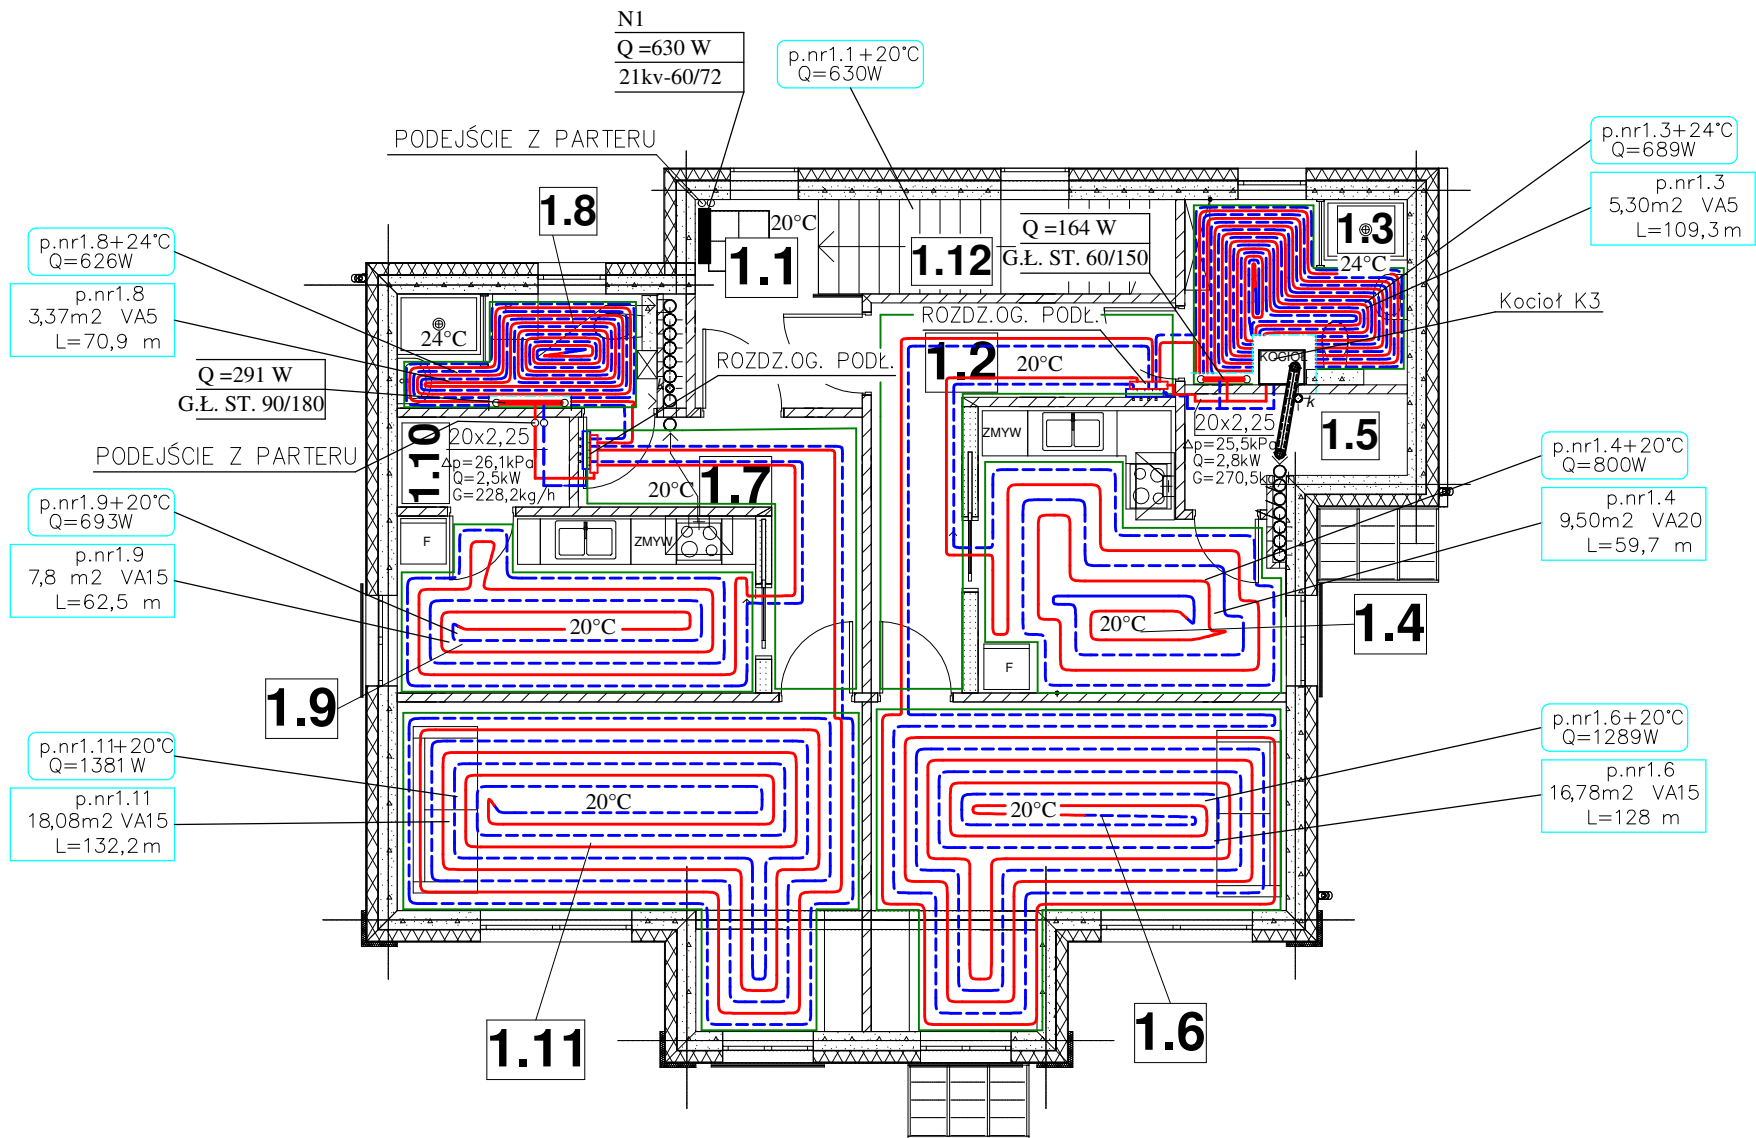 N1
Q =630 W
21kv-60/72
p.nr1.1+20°C
Q=630W
PODEJŚCIE Z PARTERU
p.nr1.3+24°C
Q=689W
p.nr1.3
5,30m2 VA5
L=109,3m
1.8
20°C
1.1
1.12
Q =164 W
G.Ł. ST. 60/150
1.3
24°C
p.nr1.8+24°C
Q=626W
p.nr1.8
3,37m2 VA5
L=70,9 m
24°C
Kocioł K3
ROZDZ.OG. PODŁ.
1.2
20°C
KOCIOŁ
ROZDZ.OG. PODŁ.
Q =291 W
G.Ł. ST. 90/180
k
1.10
20x2,25
Δp=26,1kPa
Q=2,5kW
G=228,2kg/h
ZMYW
20x2,25
Δp=25,5kPa
Q=2,8kW
G=270,5kg/h
1.5
PODEJŚCIE Z PARTERU
20°C
1.7
p.nr1.4+20°C
Q=800W
p.nr1.4
9,50m2 VA20
L=59,7 m
p.nr1.9+20°C
Q=693W
p.nr1.9
7,8 m2 VA15
L=62,5 m
F
ZMYW
20°C
20°C
1.4
F
1.9
p.nr1.11+20°C
Q=1381W
p.nr1.11
18,08m2 VA15
L=132,2m
20°C
20°C
p.nr1.6+20°C
Q=1289W
p.nr1.6
16,78m2 VA15
L=128 m
1.11
1.6